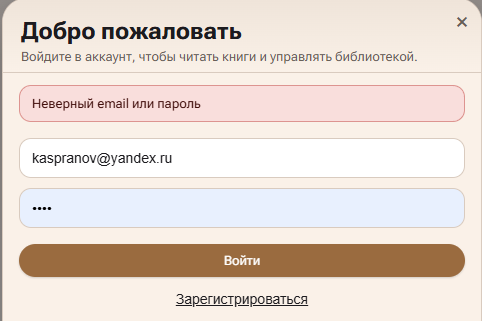 Добро пожаловать
Войдите в аккаунт, чтобы читать книги и управлять библиотекой.
Неверный email или пароль
kaspranov@yandex.ru
••••
Войти
Зарегистрироваться